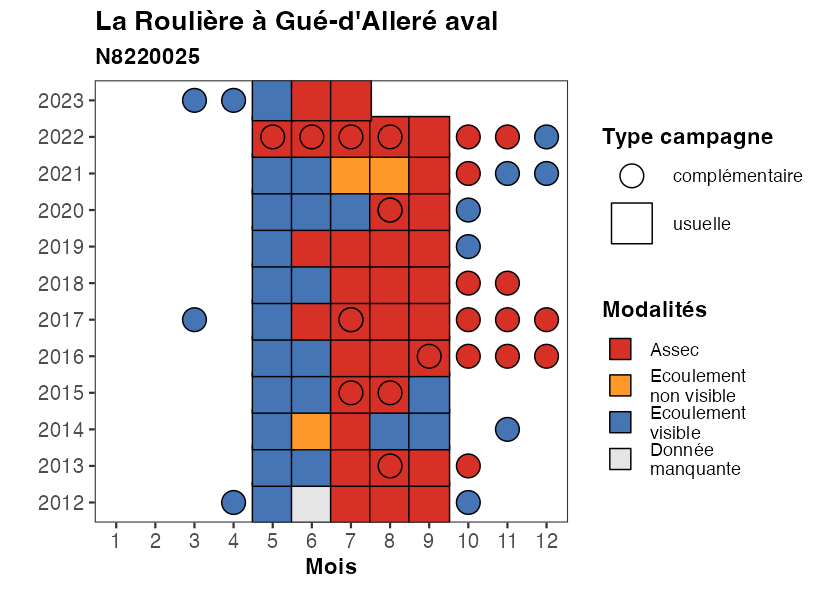 La Roulière à Gué-d'Alleré aval
N8220025
2023
2022
2021
2020
2019
2018
2017
2016
2015
2014
2013
2012
1 2 3 4 5 6 7 8 9 10 11 12
Mois
Type campagne
complémentaire
usuelle
Modalités
Assec
Ecoulement
non visible
Ecoulement
visible
Donnée
manquante